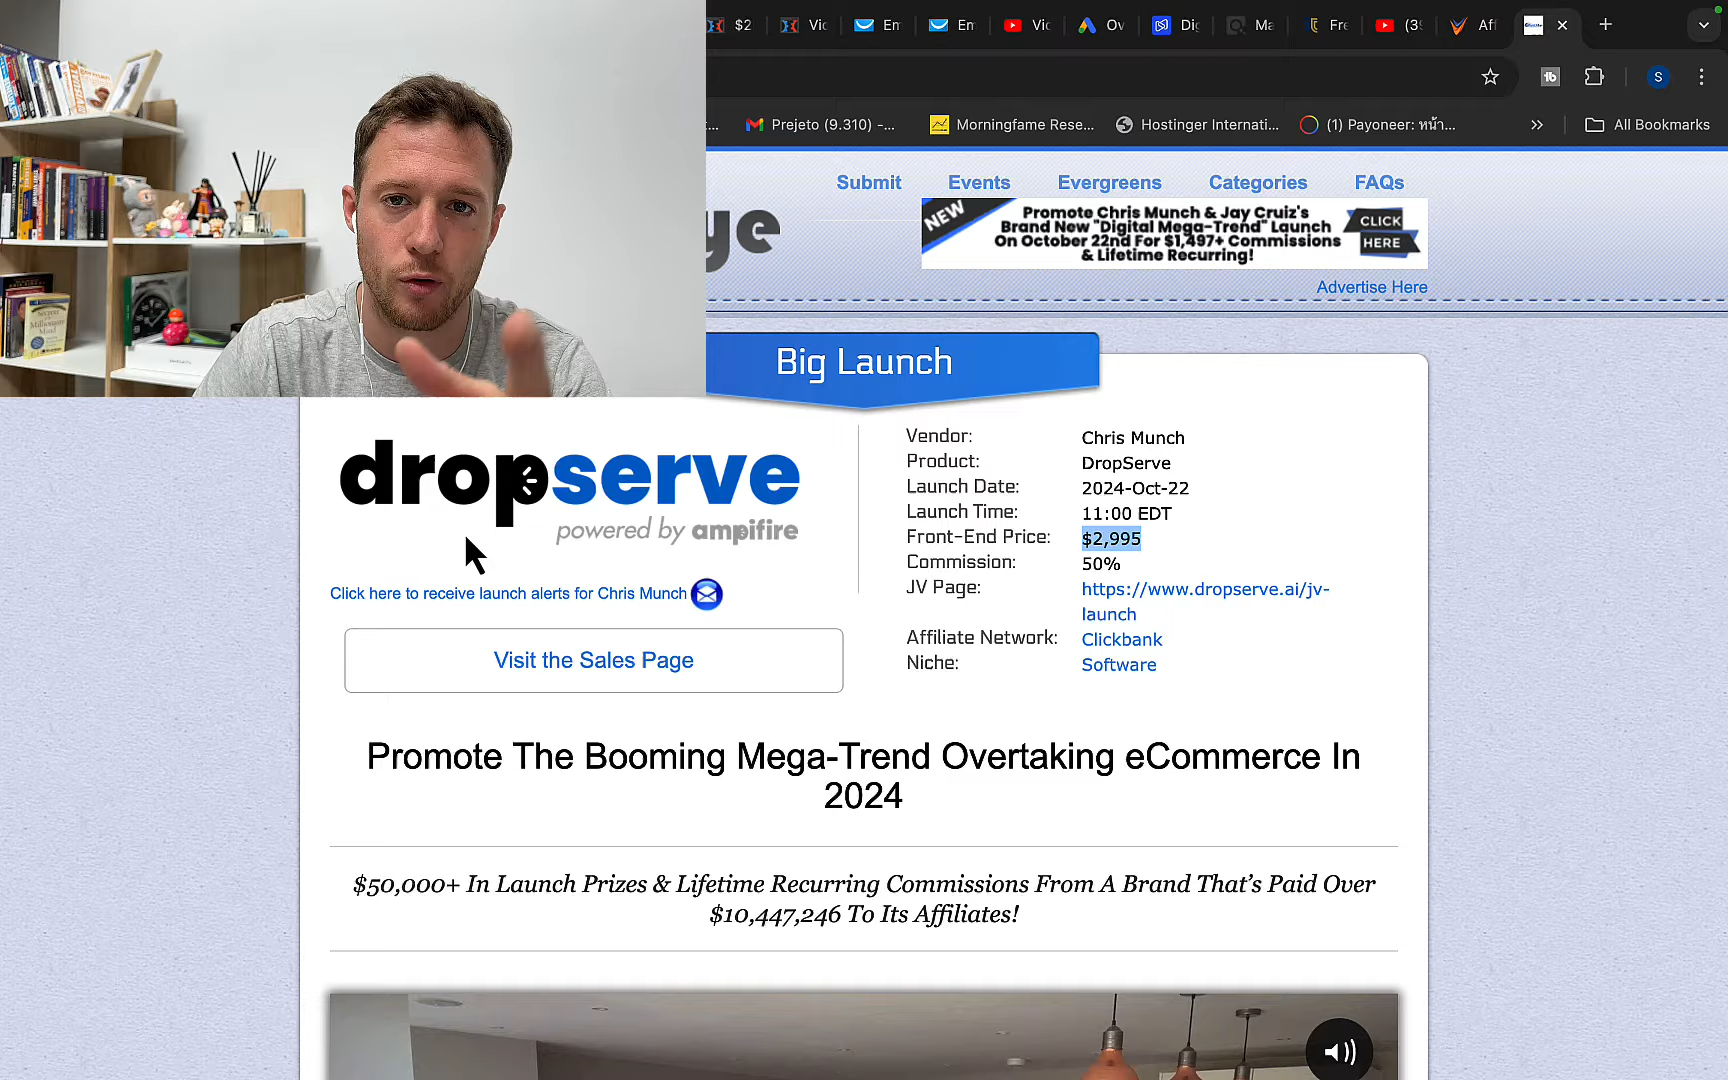 $2
Vic
Em
Em
Vic
Ov
Dig
Ma
Fre
(39
Aff
S
Prejeto (9.310) -...
Morningfame Rese...
Hostinger Internati...
(1) Payoneer: หน้า...
»
All Bookmarks
Submit
Events
Evergreens
Categories
FAQs
ye
NEW
Promote Chris Munch & Jay Cruiz's
Brand New "Digital Mega-Trend" Launch
On October 22nd For $1,497+ Commissions
& Lifetime Recurring!
CLICK
HERE
Advertise Here
Big Launch
dropserve
powered by ampifire
Click here to receive launch alerts for Chris Munch
Visit the Sales Page
Vendor: Chris Munch
Product: DropServe
Launch Date: 2024-Oct-22
Launch Time: 11:00 EDT
Front-End Price: $2,995
Commission: 50%
JV Page: https://www.dropserve.ai/jv-
launch
Affiliate Network: Clickbank
Niche: Software
Promote The Booming Mega-Trend Overtaking eCommerce In
2024
$50,000+ In Launch Prizes & Lifetime Recurring Commissions From A Brand That's Paid Over
$10,447,246 To Its Affiliates!